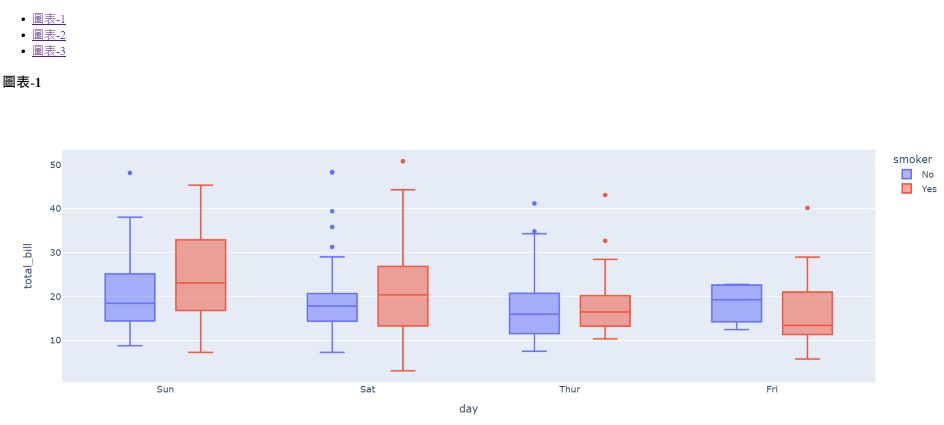 圖表-1
圖表-2
圖表-3
圖表-1
smoker
No
Yes
total_bill
50
40
30
20
10
Sun
Sat
Thur
Fri
day